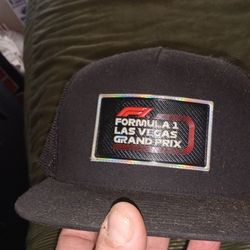 F1
FORMULA 1
LAS VEGAS
GRAND PRIX